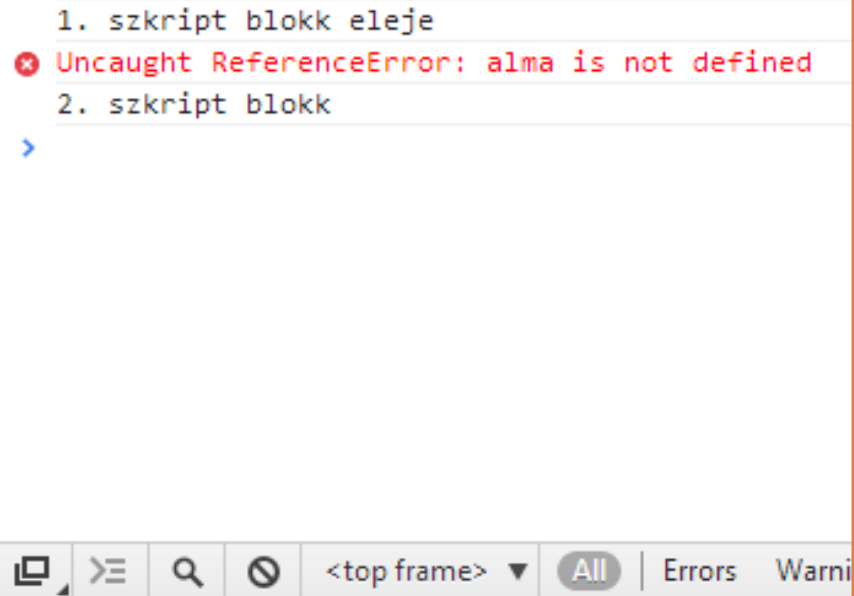 1. szkript blokk eleje
Uncaught ReferenceError: alma is not defined
2. szkript blokk
<top frame> ▼ All Errors Warni